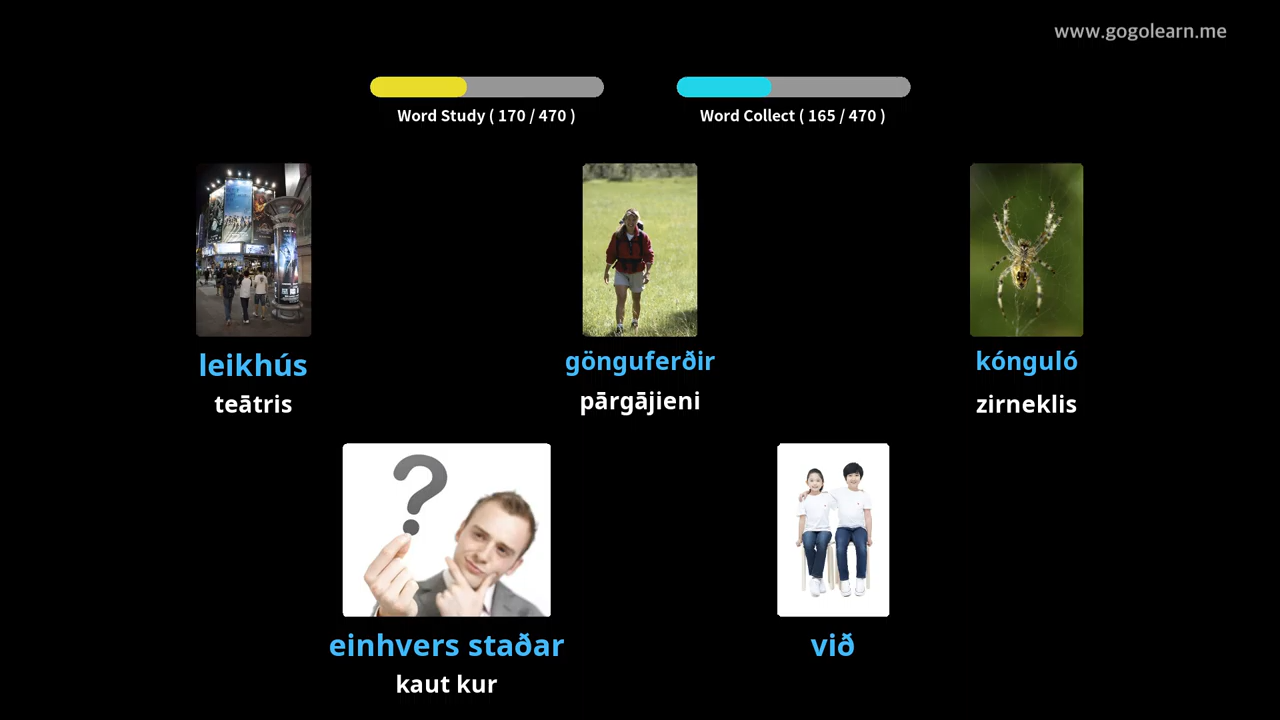 www.gogolearn.me
Word Study ( 170 / 470 )
Word Collect ( 165 / 470 )
leikhús
teātris
gönguferðir
pārgājieni
kónguló
zirneklis
einhvers staðar
kaut kur
við